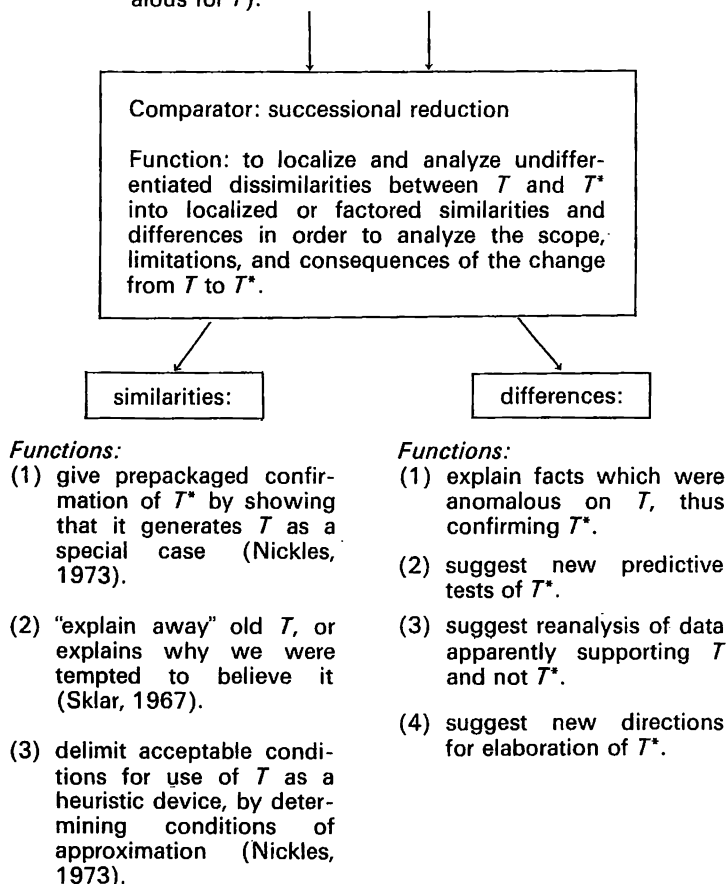 alous for T).
Comparator: successional reduction
Function: to localize and analyze undiffer-
entiated dissimilarities between T and T*
into localized or factored similarities and
differences in order to analyze the scope,
limitations, and consequences of the change
from T to T*.
similarities:
Functions:
(1) give prepackaged confir-
mation of T* by showing
that it generates T as a
special case (Nickles,
1973).
(2) "explain away" old T, or
explains why we were
tempted to believe it
(Sklar, 1967).
(3) delimit acceptable condi-
tions for use of T as a
heuristic device, by deter-
mining conditions of
approximation (Nickles,
1973).
differences:
Functions:
(1) explain facts which were
anomalous on T, thus
confirming T*.
(2) suggest new predictive
tests of T*.
(3) suggest reanalysis of data
apparently supporting T
and not T*.
(4) suggest new directions
for elaboration of T*.